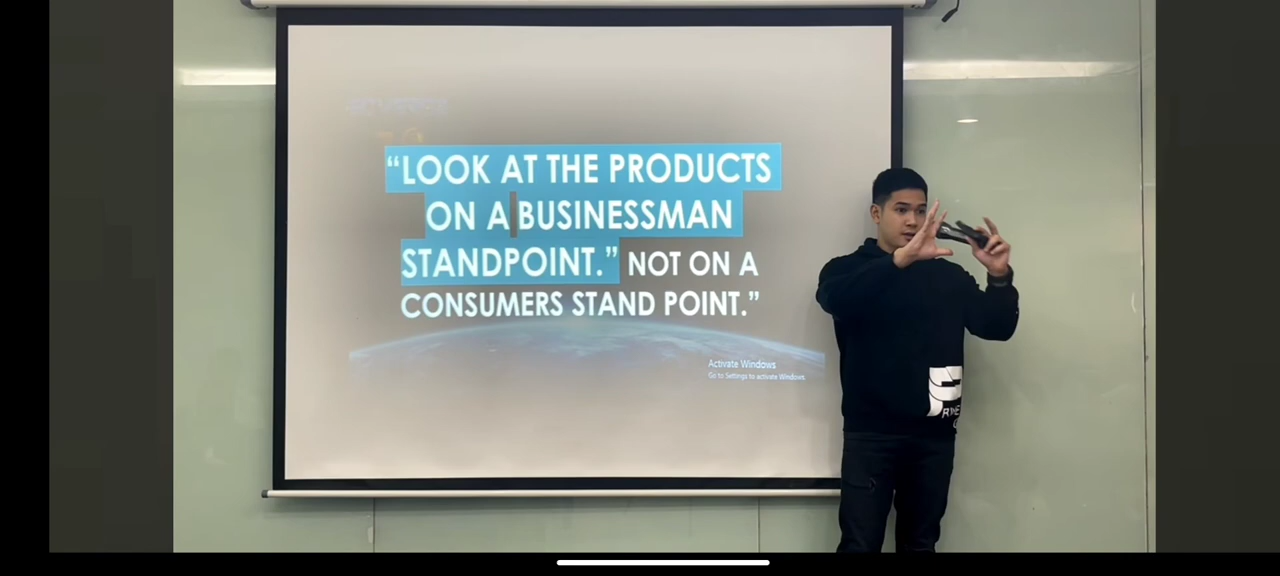 “LOOK AT THE PRODUCTS
ON A BUSINESSMAN
STANDPOINT.” NOT ON A
CONSUMERS STAND POINT.”
Activate Windows
Go to Settings to activate Windows.